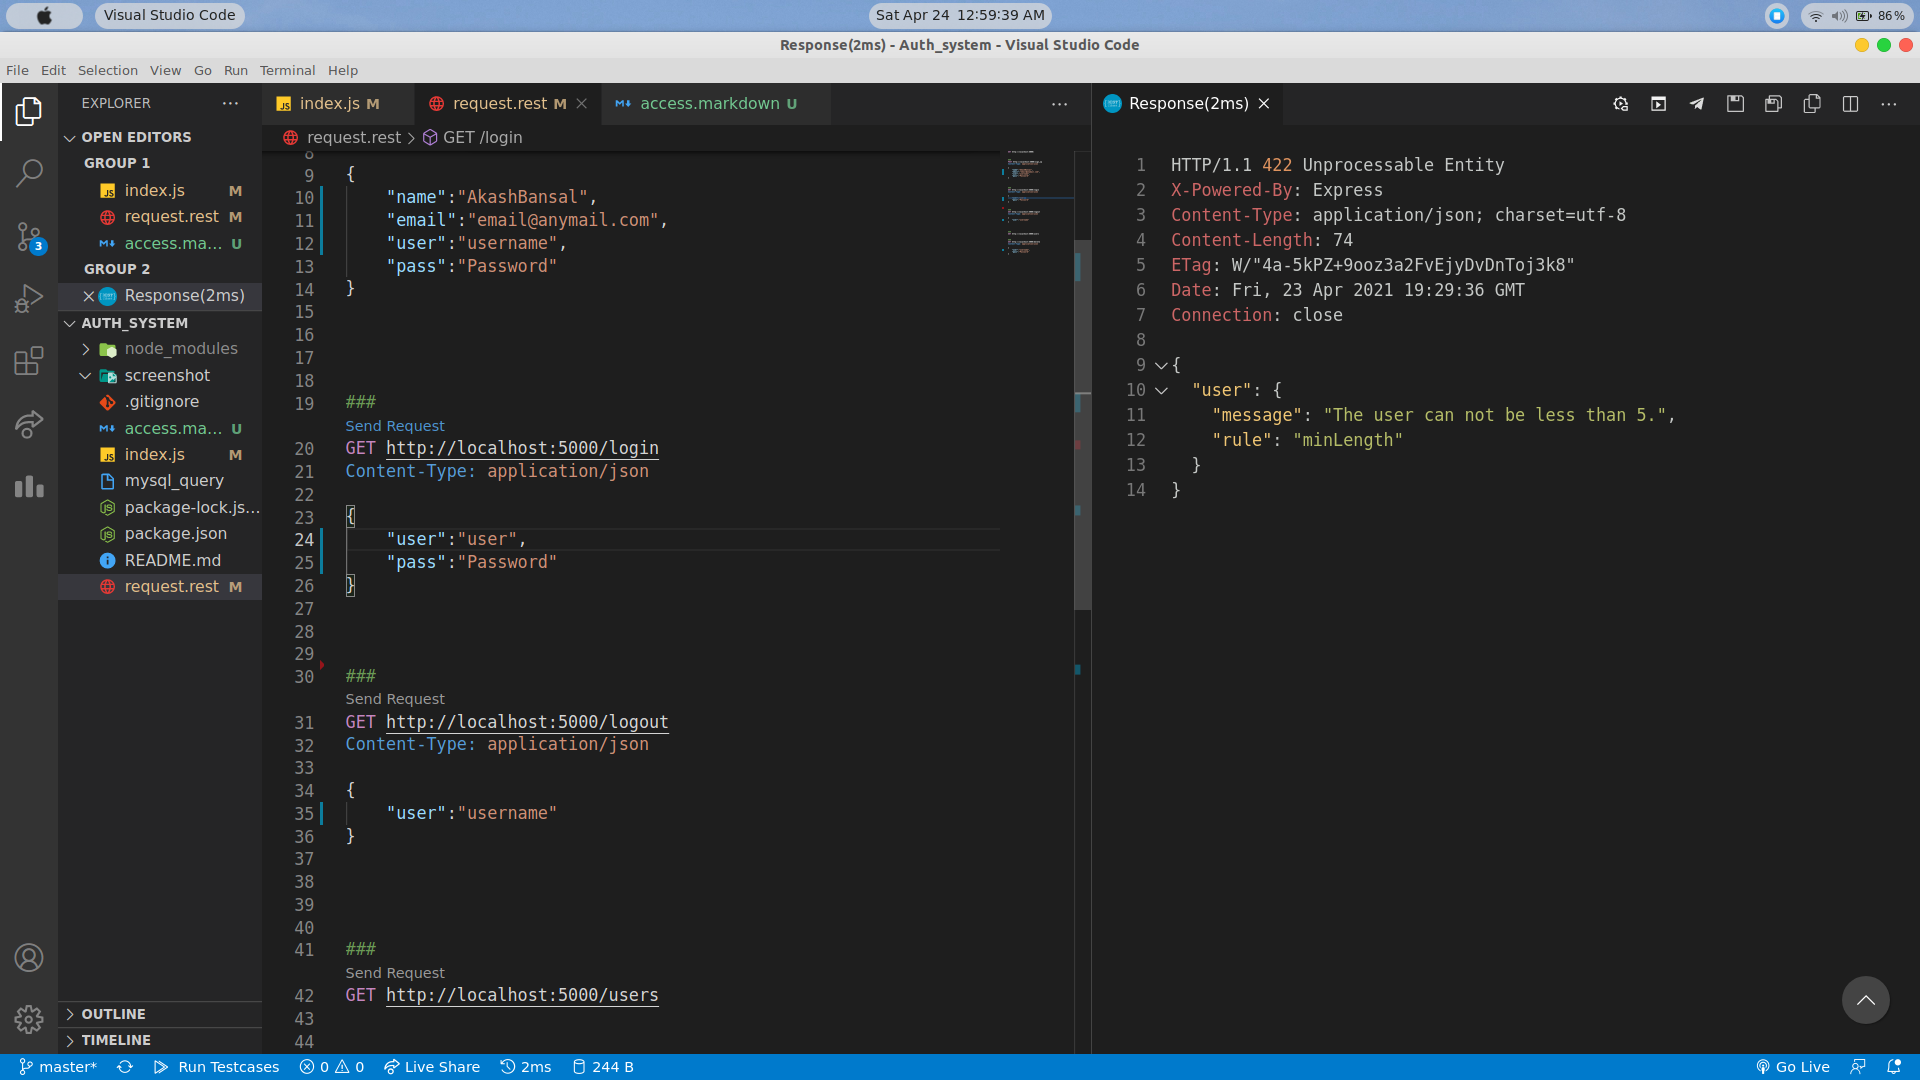 Visual Studio Code
Sat Apr 24 12:59:39 AM
86%
Response(2ms) - Auth_system - Visual Studio Code
File Edit Selection View Go Run Terminal Help
EXPLORER
OPEN EDITORS
GROUP 1
index.js M
request.rest M
access.ma... U
GROUP 2
Response(2ms)
AUTH_SYSTEM
node_modules
screenshot
.gitignore
access.ma... U
index.js M
mysql_query
package-lock.js...
package.json
README.md
request.rest M
OUTLINE
TIMELINE
3
index.js M
request.rest M
access.markdown U
request.rest > GET /login
8
9 {
10 "name":"AkashBansal",
11 "email":"email@anymail.com",
12 "user":"username",
13 "pass":"Password"
14 }
15
16
17
18
19 ###
Send Request
20 GET http://localhost:5000/login
21 Content-Type: application/json
22
23 {
24 "user":"user",
25 "pass":"Password"
26 }
27
28
29
30 ###
Send Request
31 GET http://localhost:5000/logout
32 Content-Type: application/json
33
34 {
35 "user":"username"
36 }
37
38
39
40
41 ###
Send Request
42 GET http://localhost:5000/users
43
44
Response(2ms)
1 HTTP/1.1 422 Unprocessable Entity
2 X-Powered-By: Express
3 Content-Type: application/json; charset=utf-8
4 Content-Length: 74
5 ETag: W/"4a-5kPZ+9ooz3a2FvEjyDvDnToj3k8"
6 Date: Fri, 23 Apr 2021 19:29:36 GMT
7 Connection: close
8
9 {
10 "user": {
11 "message": "The user can not be less than 5.",
12 "rule": "minLength"
13 }
14 }
master* Run Testcases 0 0 Live Share 2ms 244 B Go Live